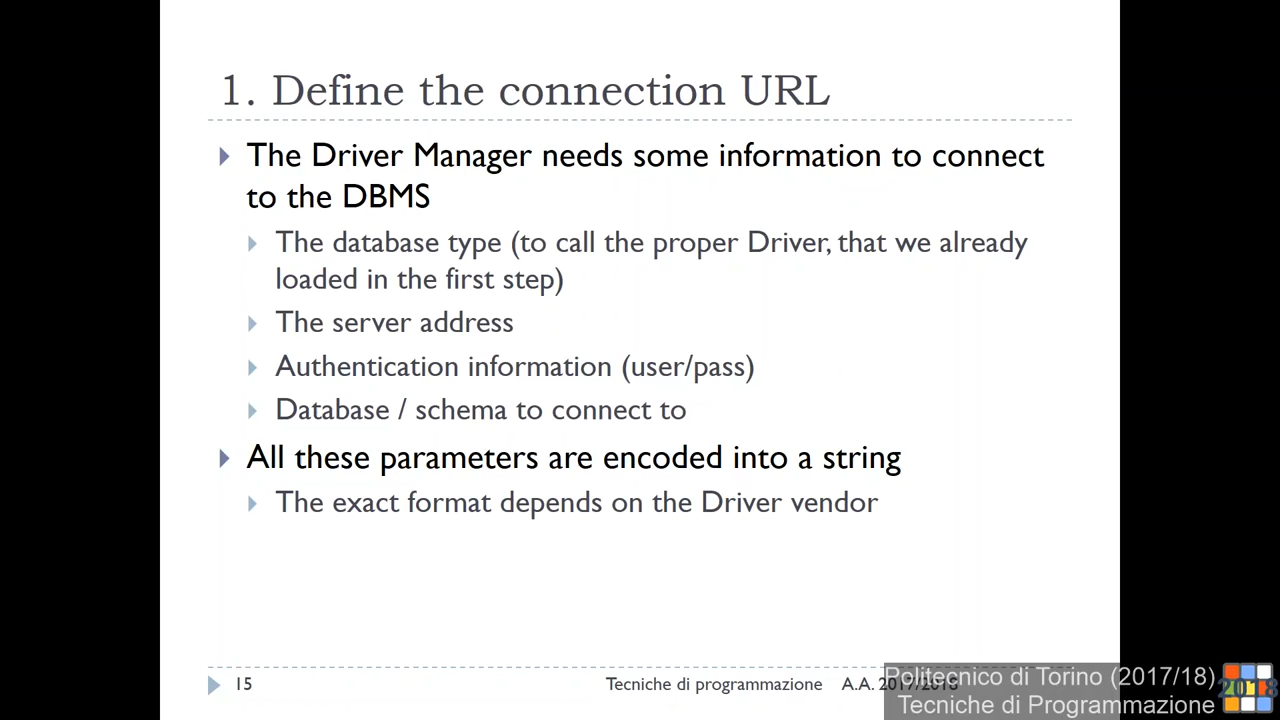 1. Define the connection URL
The Driver Manager needs some information to connect
to the DBMS
The database type (to call the proper Driver, that we already
loaded in the first step)
The server address
Authentication information (user/pass)
Database / schema to connect to
All these parameters are encoded into a string
The exact format depends on the Driver vendor
15
Tecniche di programmazione A.A. 2017/2018
Politecnico di Torino (2017/18)
Tecniche di Programmazione
2018